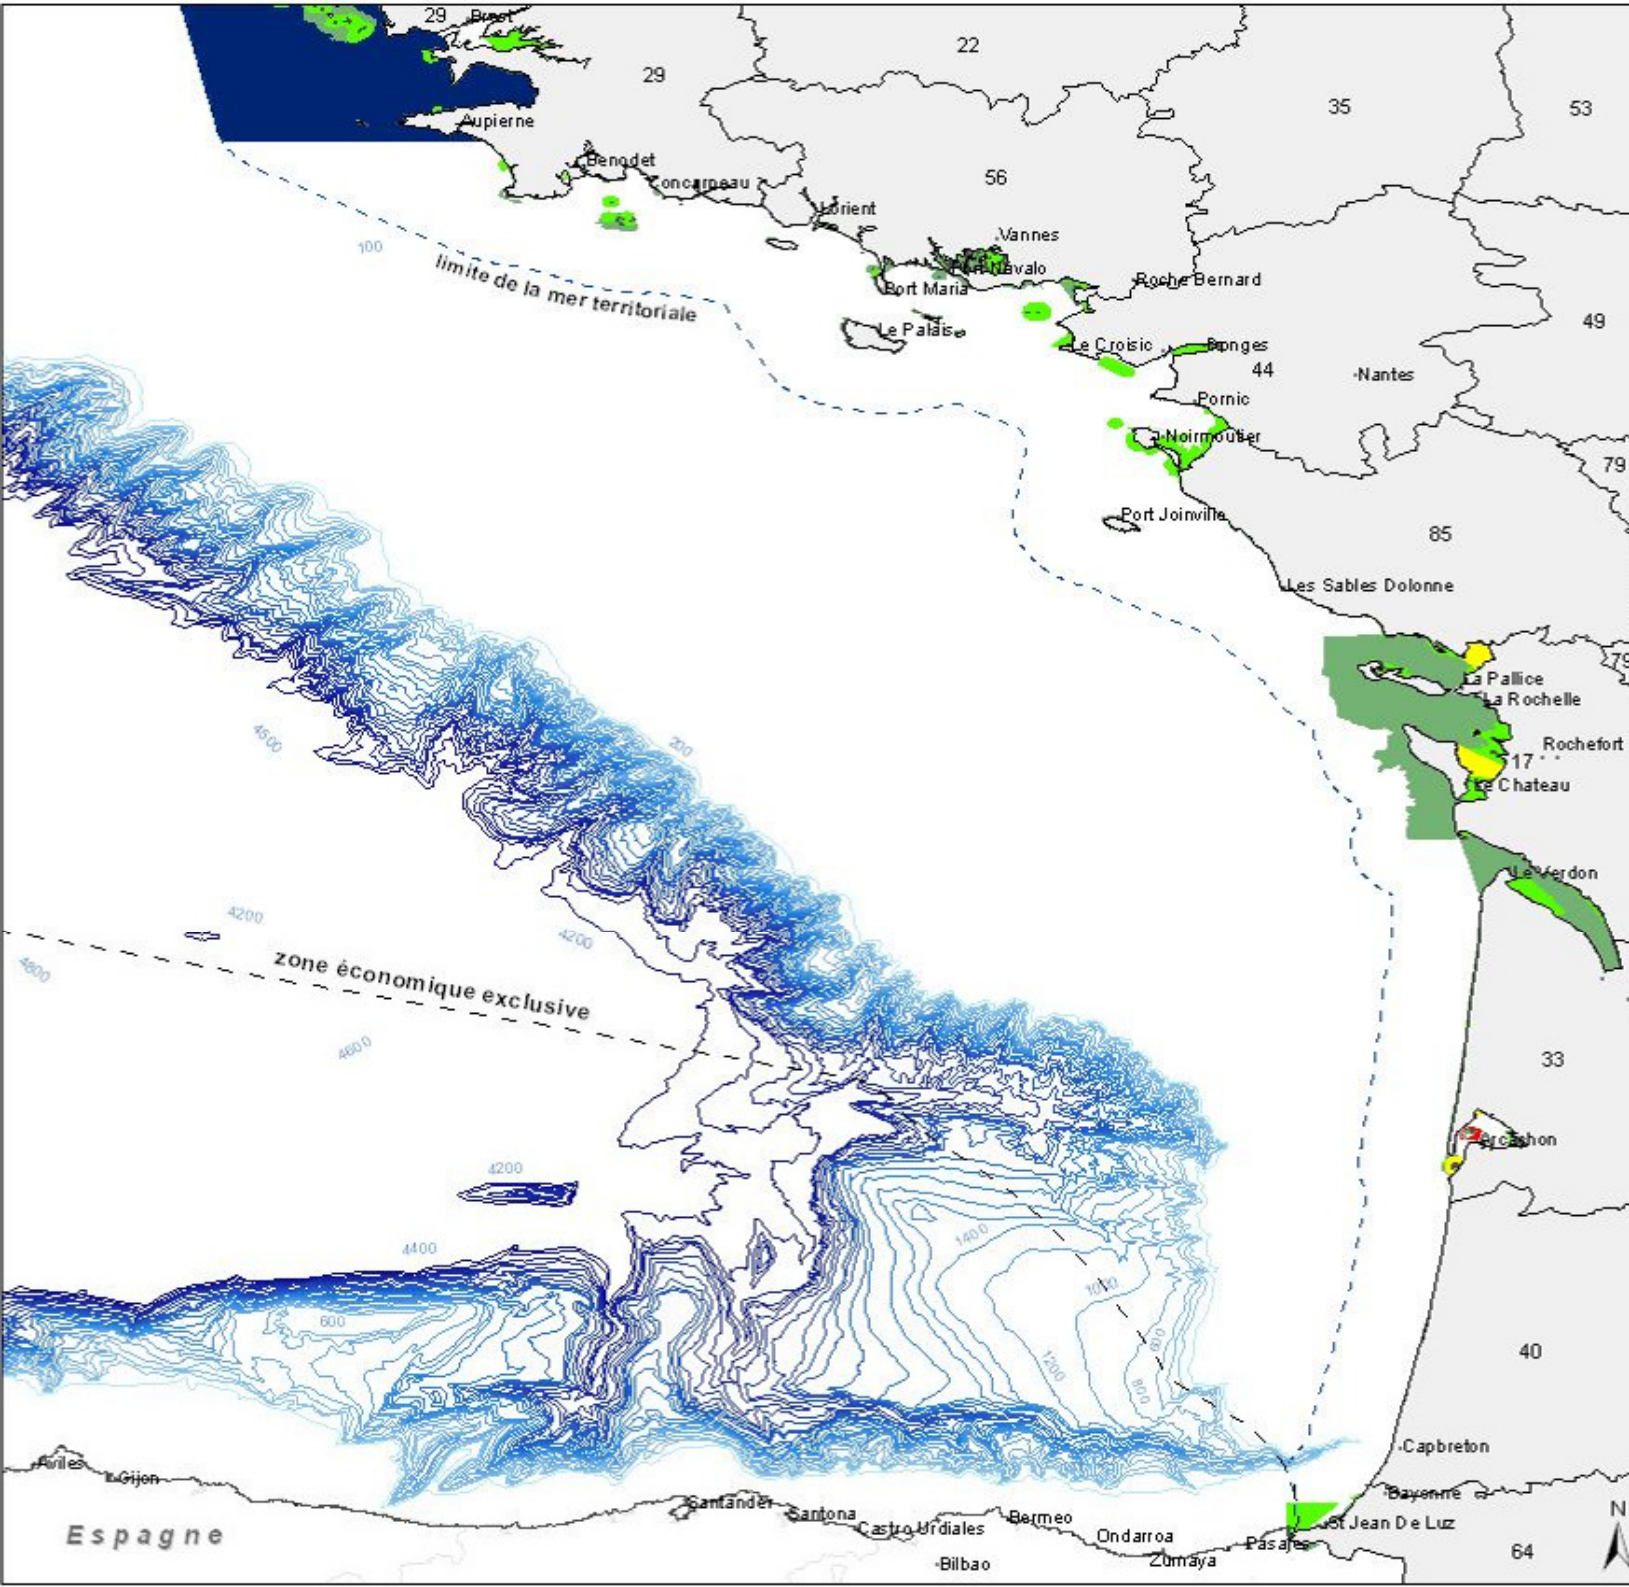 29
Brest
22
29
35
53
Aupierne
Benodet
56
Concarneau
Lorient
Vannes
100
limite de la mer territoriale
Port Navalo
Roche Bernard
Port Maria
49
Le Palais
Le Croisic
Donges
44
Nantes
Pornic
Noirmoutier
79
Port Joinville
85
Les Sables Dolonne
79
La Pallice
La Rochelle
4500
200
Rochefort
17
Le Chateau
Le Verdon
4200
4200
4800
zone économique exclusive
4600
33
Arcachon
4200
1400
4400
1000
600
600
1200
800
40
Capbreton
Aviles
Gijon
Bayonne
Santander
Santona
Castro Urdiales
Bermeo
St Jean De Luz
N
Espagne
Ondarroa
Pasajes
Zumaya
Bilbao
64